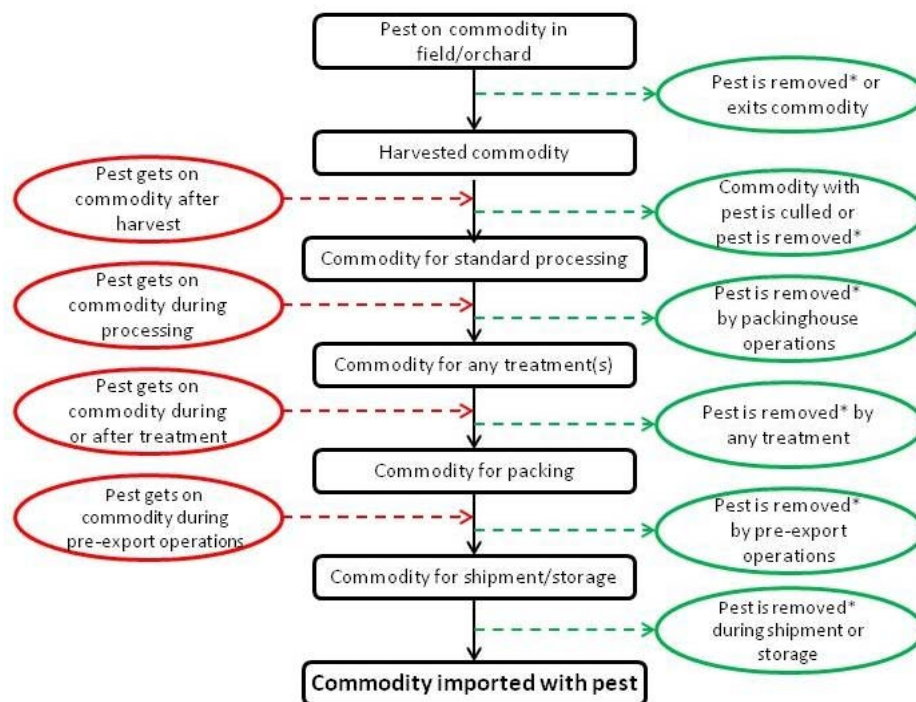 Pest on commodity in
field/orchard
Pest is removed* or
exits commodity
Harvested commodity
Pest gets on
commodity after
harvest
Commodity with
pest is culled or
pest is removed*
Commodity for standard processing
Pest gets on
commodity during
processing
Pest is removed*
by packinghouse
operations
Commodity for any treatment(s)
Pest gets on
commodity during
or after treatment
Pest is removed* by
any treatment
Commodity for packing
Pest gets on
commodity during
pre-export operations
Pest is removed*
by pre-export
operations
Commodity for shipment/storage
Pest is removed*
during shipment or
storage
Commodity imported with pest